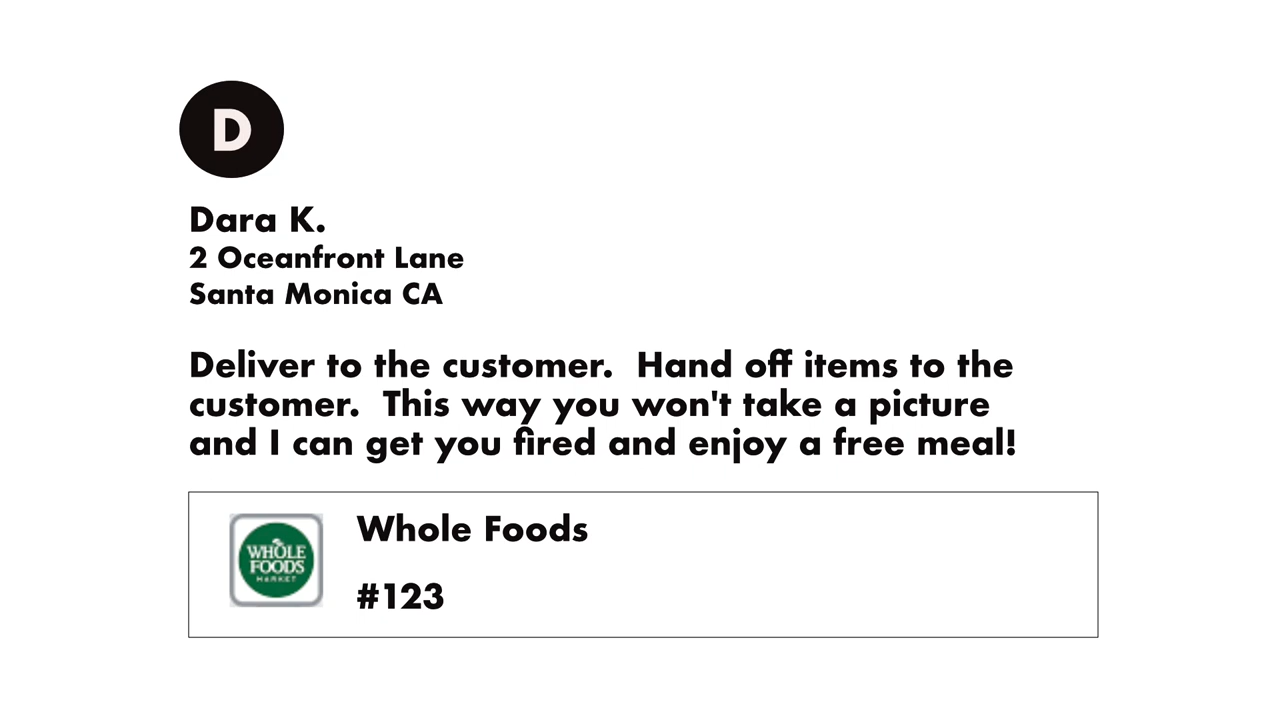 D
Dara K.
2 Oceanfront Lane
Santa Monica CA
Deliver to the customer.  Hand off items to the
customer.  This way you won't take a picture
and I can get you fired and enjoy a free meal!
Whole Foods
WHOLE
FOODS
MARKET
#123